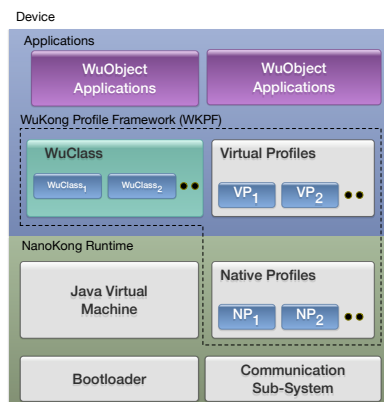 Device
Applications
WuObject
Applications
WuObject
Applications
WuKong Profile Framework (WKPF)
WuClass
WuClass1
WuClass2
Virtual Profiles
VP1
VP2
NanoKong Runtime
Java Virtual
Machine
Native Profiles
NP1
NP2
Bootloader
Communication
Sub-System